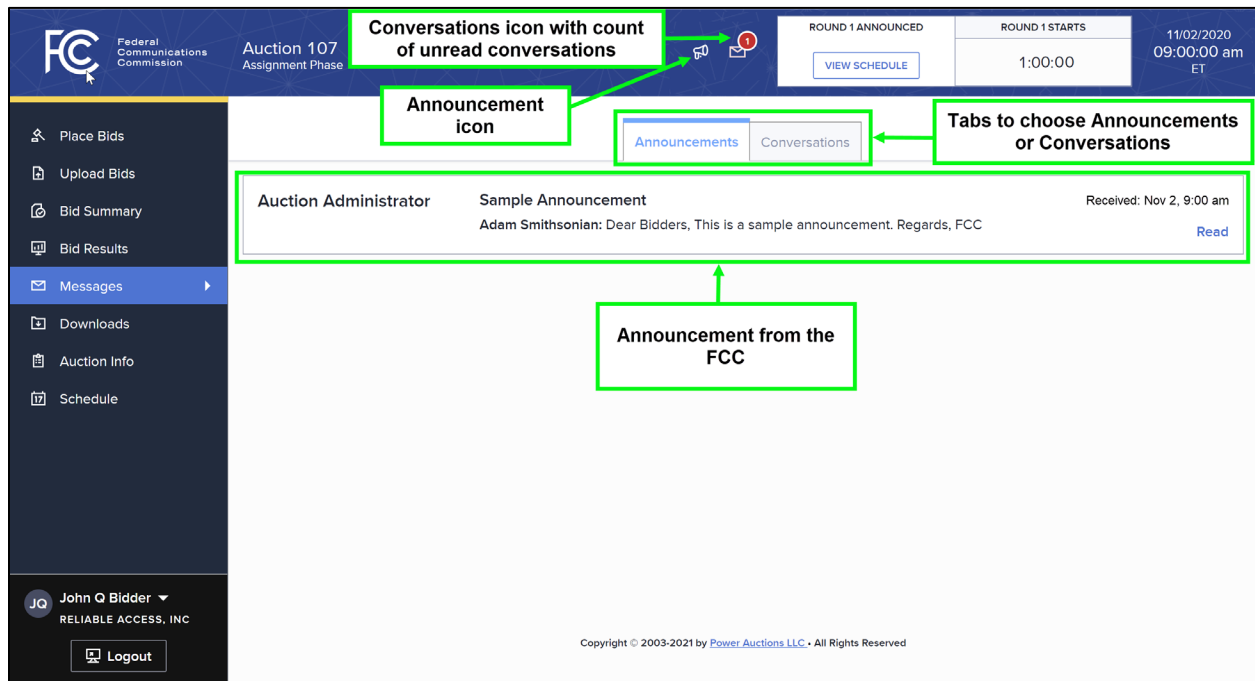 Federal
Communications
Commission
Auction 107
Assignment Phase
Conversations icon with count
of unread conversations
1
ROUND 1 ANNOUNCED
VIEW SCHEDULE
ROUND 1 STARTS
1:00:00
11/02/2020
09:00:00 am
ET
Announcement
icon
Tabs to choose Announcements
or Conversations
Place Bids
Upload Bids
Bid Summary
Bid Results
Messages
Downloads
Auction Info
17 Schedule
Announcements Conversations
Auction Administrator
Sample Announcement
Received: Nov 2, 9:00 am
Adam Smithsonian: Dear Bidders, This is a sample announcement. Regards, FCC
Read
Announcement from the
FCC
JQ
John Q Bidder
RELIABLE ACCESS, INC
Logout
Copyright © 2003-2021 by Power Auctions LLC • All Rights Reserved